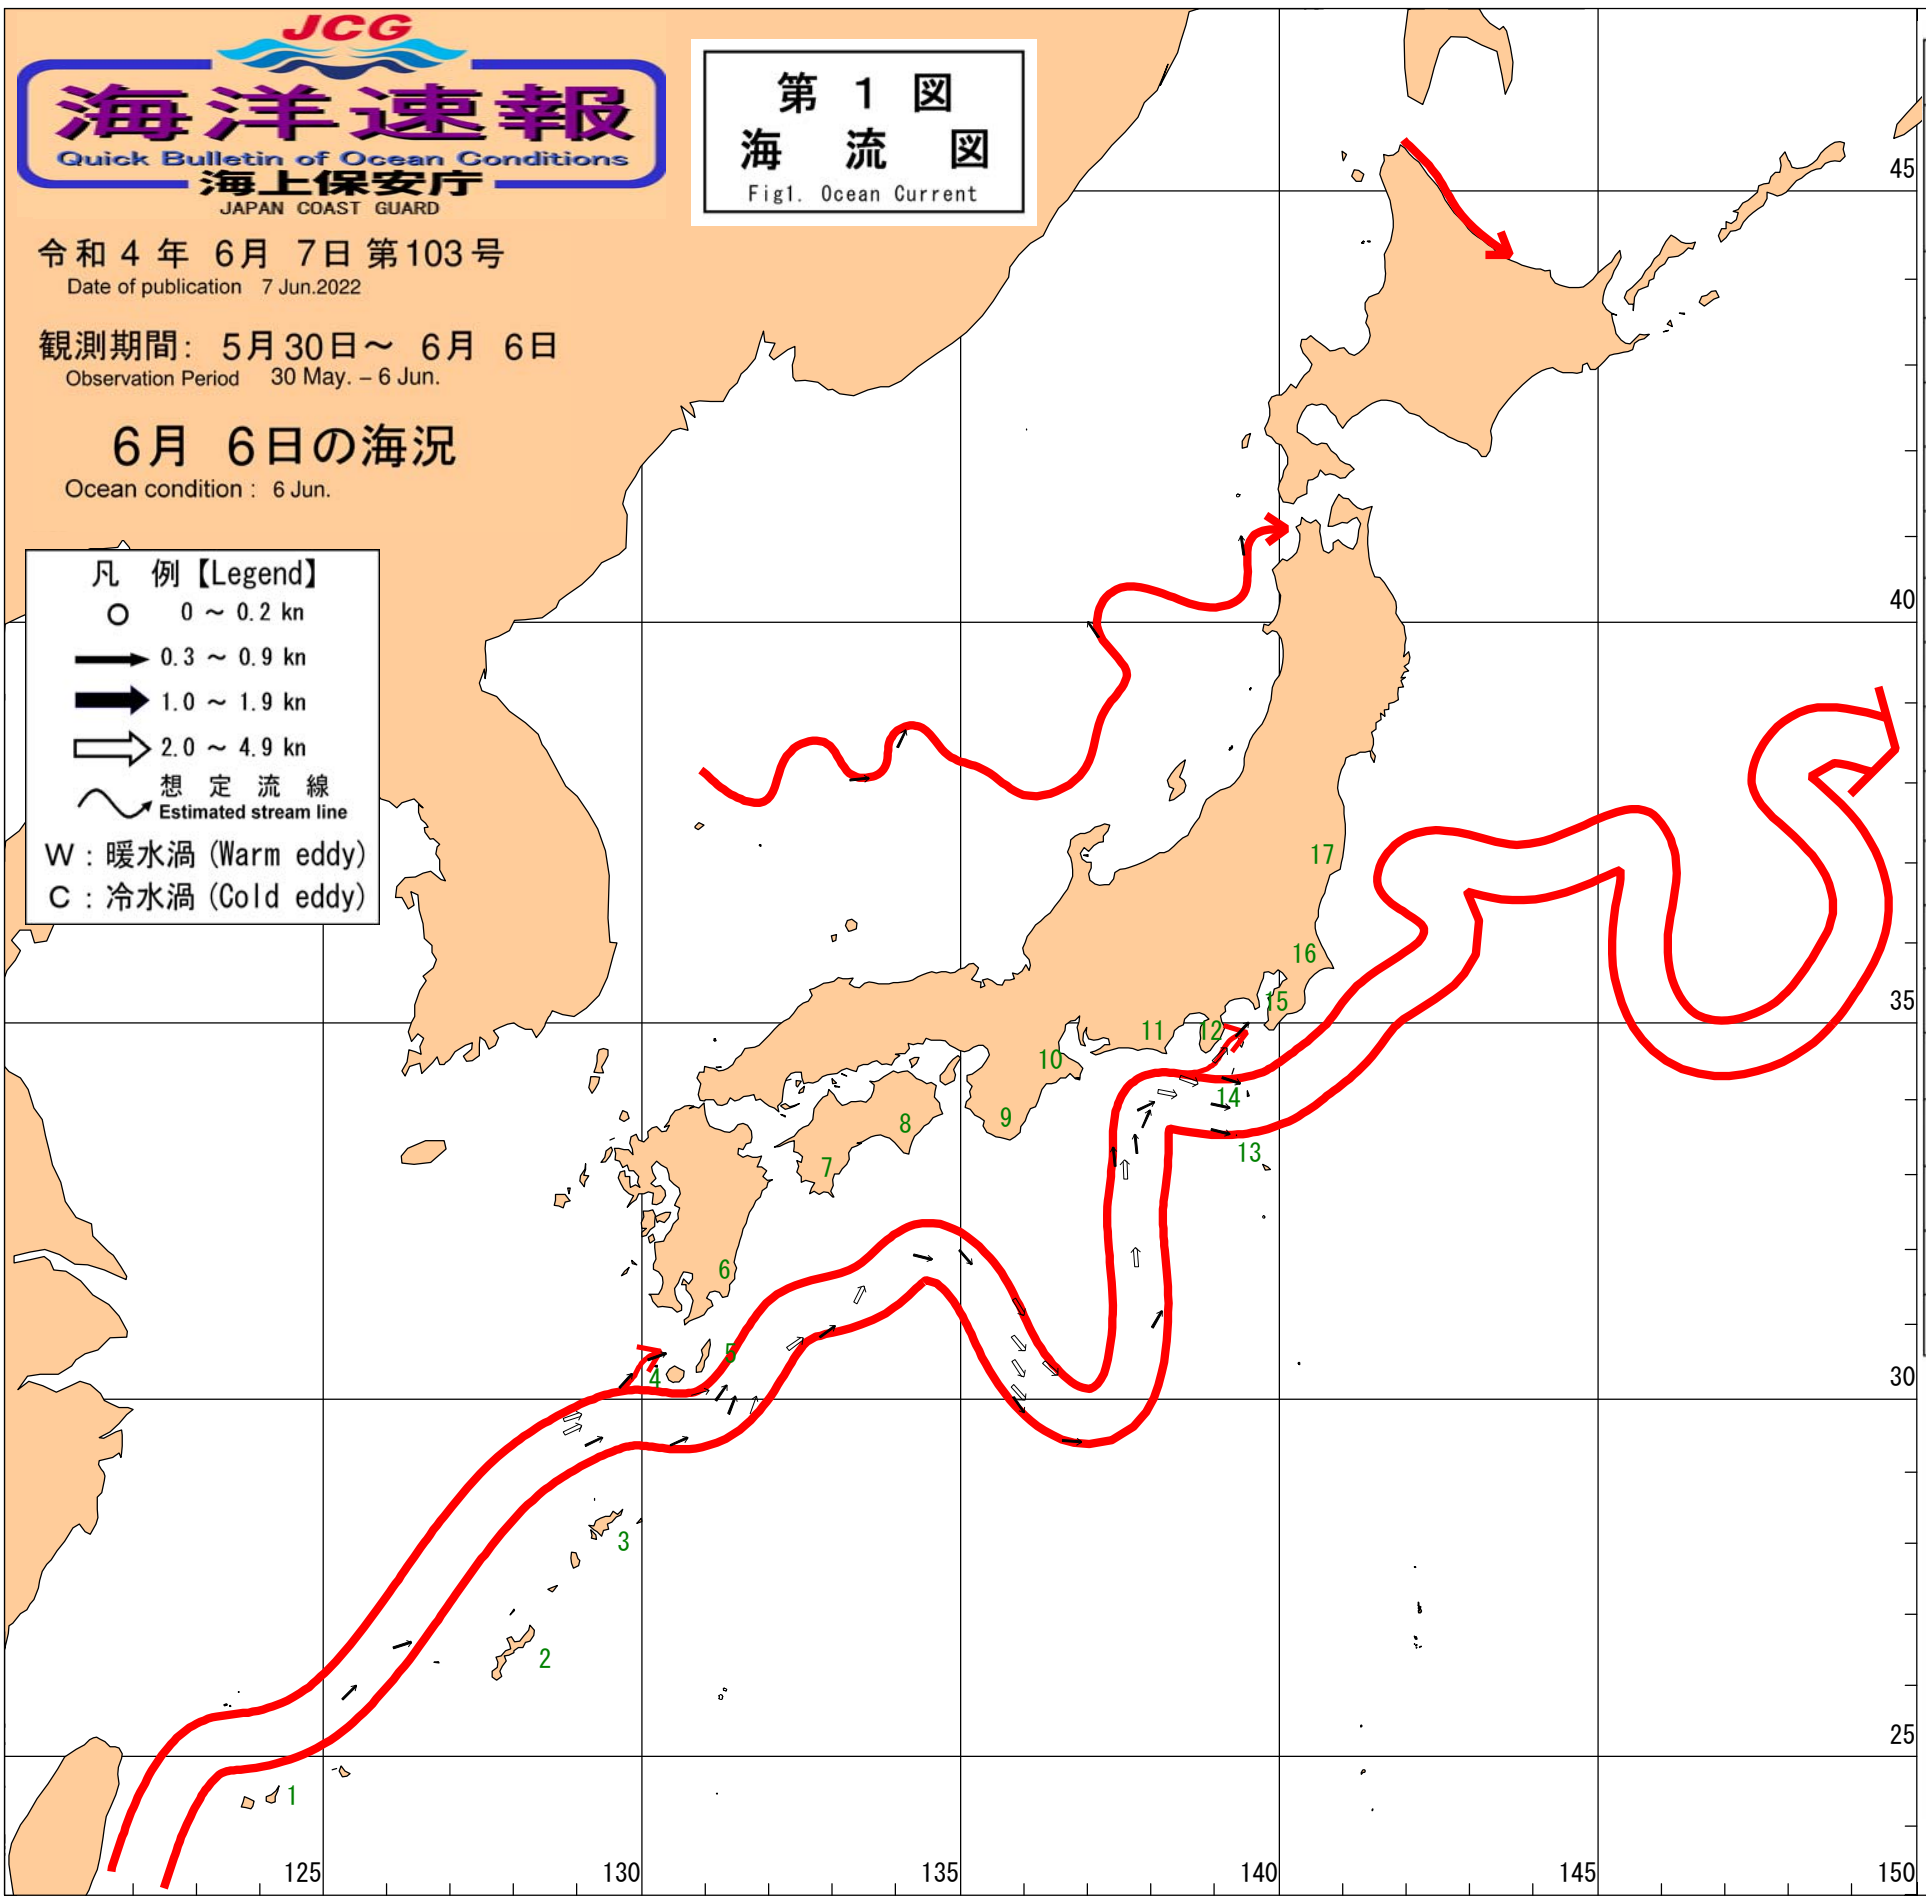 JCG
海洋速報
Quick Bulletin of Ocean Conditions
海上保安庁
JAPAN COAST GUARD
第 1 図
海 流 図
Fig1. Ocean Current
令和 4 年 6月 7日 第103号
Date of publication 7 Jun.2022
観測期間: 5月30日～ 6月 6日
Observation Period 30 May. – 6 Jun.
6月 6日の海況
Ocean condition : 6 Jun.
凡 例【Legend】
0 ～ 0.2 kn
0.3 ～ 0.9 kn
1.0 ～ 1.9 kn
2.0 ～ 4.9 kn
想 定 流 線
Estimated stream line
W : 暖水渦 (Warm eddy)
C : 冷水渦 (Cold eddy)
45
40
35
30
25
17
16
15
12
11
10
14
13
9
8
7
6
5
4
3
2
1
125
130
135
140
145
150